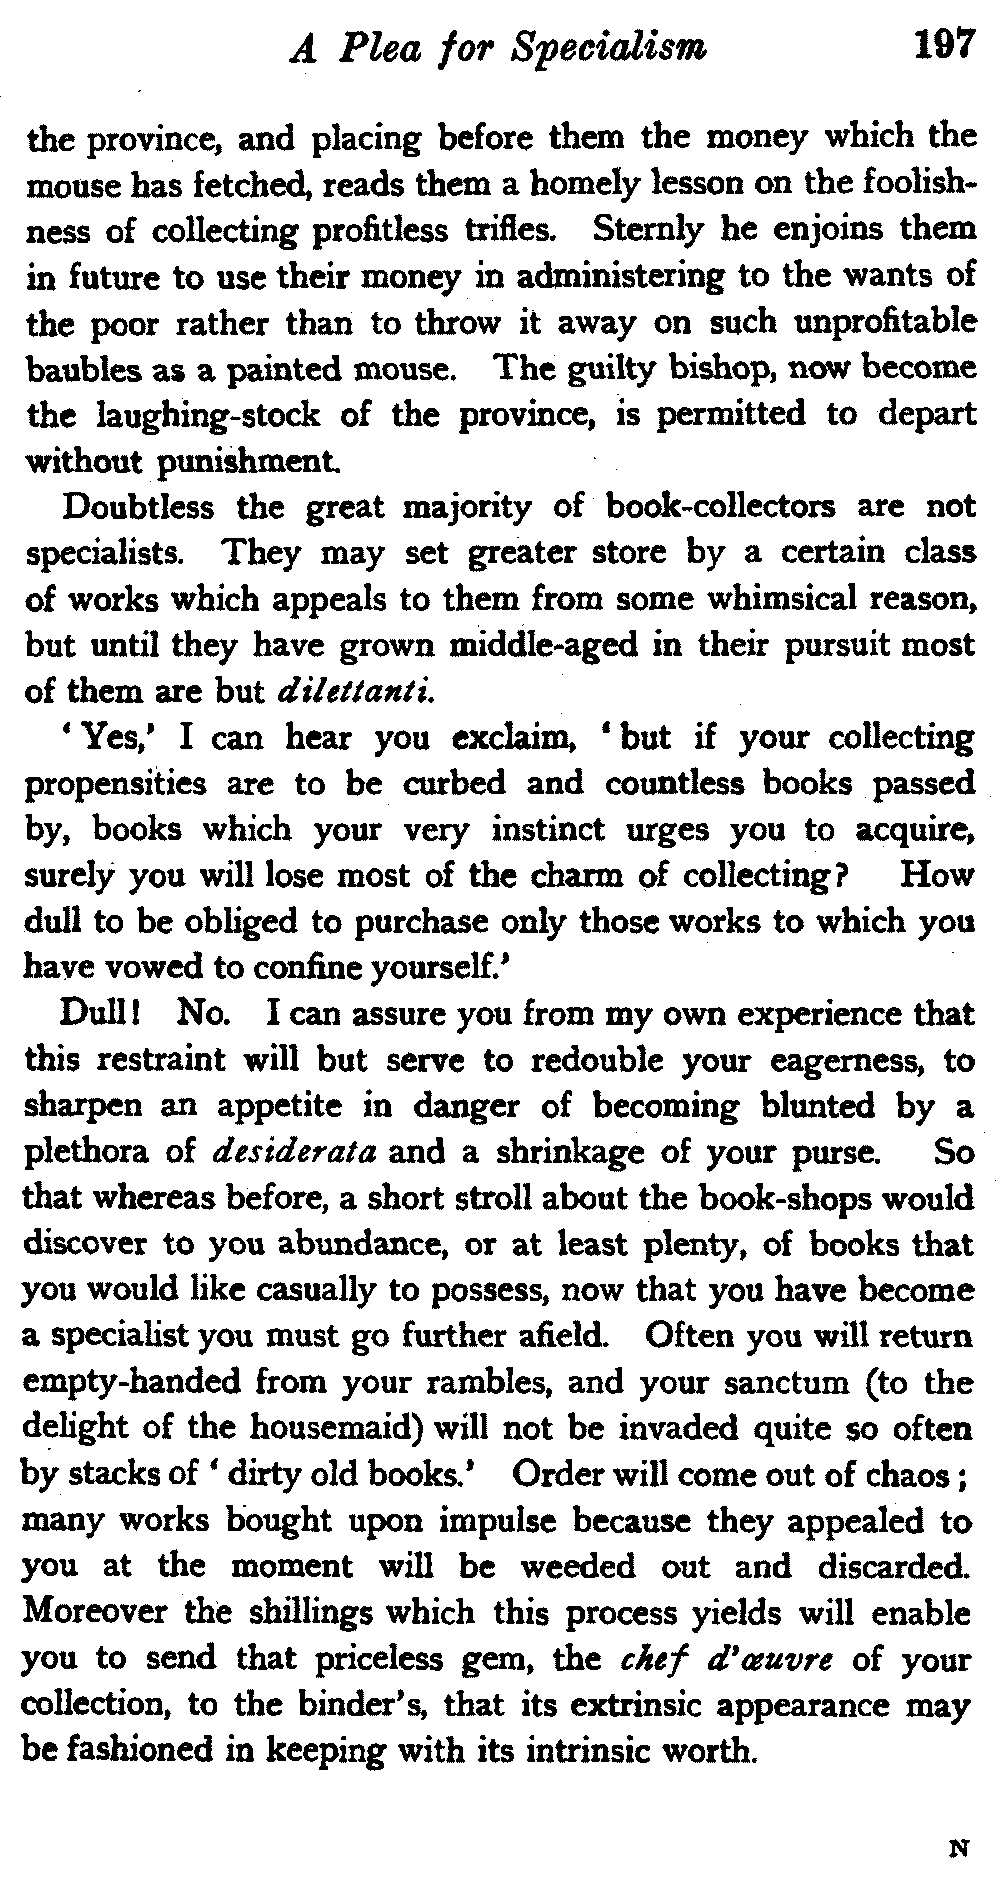 A Plea for Specialism 197
the province, and placing before them the money which the
mouse has fetched, reads them a homely lesson on the foolish-
ness of collecting profitless trifles. Sternly he enjoins them
in future to use their money in administering to the wants of
the poor rather than to throw it away on such unprofitable
baubles as a painted mouse. The guilty bishop, now become
the laughing-stock of the province, is permitted to depart
without punishment.
Doubtless the great majority of book-collectors are not
specialists. They may set greater store by a certain class
of works which appeals to them from some whimsical reason,
but until they have grown middle-aged in their pursuit most
of them are but dilettanti.
‘Yes,’ I can hear you exclaim, ‘but if your collecting
propensities are to be curbed and countless books passed
by, books which your very instinct urges you to acquire,
surely you will lose most of the charm of collecting? How
dull to be obliged to purchase only those works to which you
have vowed to confine yourself.’
Dull! No. I can assure you from my own experience that
this restraint will but serve to redouble your eagerness, to
sharpen an appetite in danger of becoming blunted by a
plethora of desiderata and a shrinkage of your purse. So
that whereas before, a short stroll about the book-shops would
discover to you abundance, or at least plenty, of books that
you would like casually to possess, now that you have become
a specialist you must go further afield. Often you will return
empty-handed from your rambles, and your sanctum (to the
delight of the housemaid) will not be invaded quite so often
by stacks of ‘dirty old books.’ Order will come out of chaos;
many works bought upon impulse because they appealed to
you at the moment will be weeded out and discarded.
Moreover the shillings which this process yields will enable
you to send that priceless gem, the chef d’œuvre of your
collection, to the binder’s, that its extrinsic appearance may
be fashioned in keeping with its intrinsic worth.
N